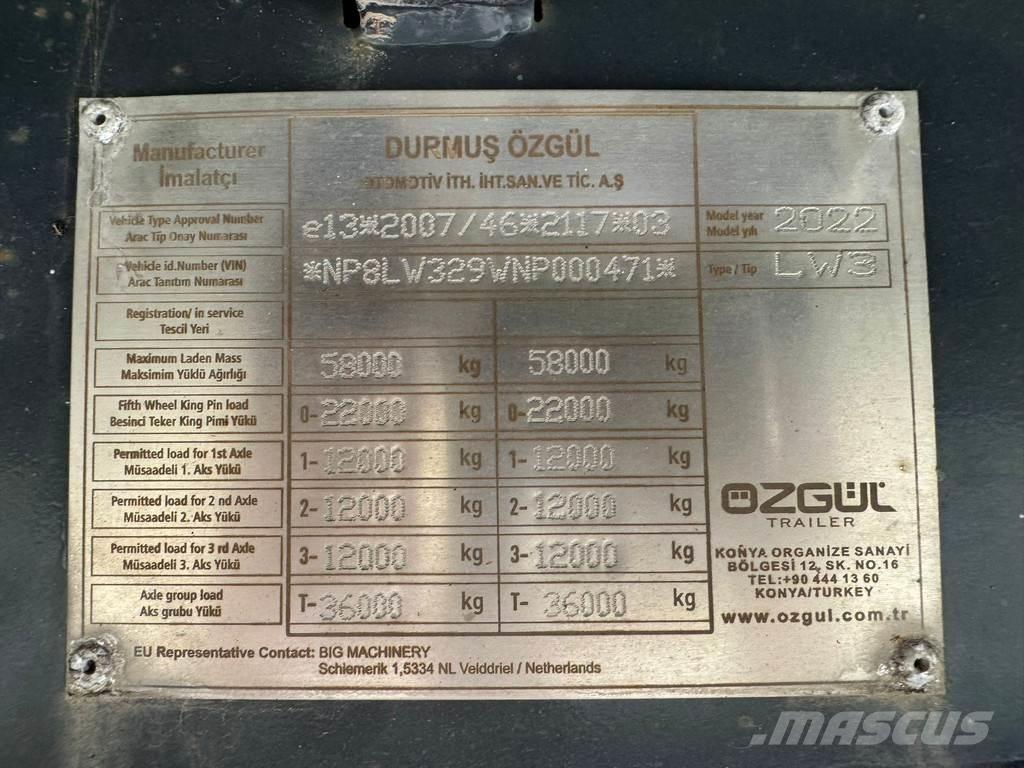 Manufacturer
İmalatçı
DURMUŞ ÖZGÜL
OTOMOTİV İTH. İHT.SAN.VE TİC. A.Ş
Vehicle Type Approval Number
Arac Tip Onay Numarası
e13*2007/46*2117*03
Model year
Model yılı
2022
Vehicle id.Number (VIN)
Arac Tanıtım Numarası
*NP8LW329WNP000471*
Type / Tip
LW3
Registration/ in service
Tescil Yeri
Maximum Laden Mass
Maksimim Yüklü Ağırlığı
58000 kg 58000 kg
Fifth Wheel King Pin load
Besinci Teker King Pimi Yükü
0-22000 kg 0-22000 kg
Permitted load for 1st Axle
Müsaadeli 1. Aks Yükü
1-12000 kg 1-12000 kg
Permitted load for 2 nd Axle
Müsaadeli 2. Aks Yükü
2-12000 kg 2-12000 kg
Permitted load for 3 rd Axle
Müsaadeli 3. Aks Yükü
3-12000 kg 3-12000 kg
Axle group load
Aks grubu Yükü
T-36000 kg T- 36000 kg
ÖZGÜL
TRAILER
KONYA ORGANIZE SANAYİ
BÖLGESİ 12. SK. NO.16
TEL:+90 444 13 60
KONYA/TURKEY
www.ozgul.com.tr
EU Representative Contact: BIG MACHINERY
Schiemerik 1,5334 NL Velddriel / Netherlands
MASCUS